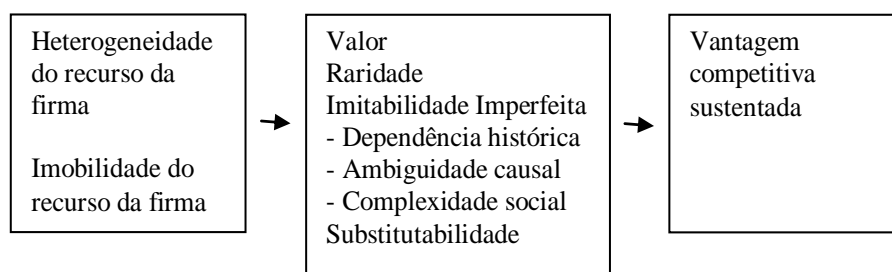 Heterogeneidade
do recurso da
firma
Imobilidade do
recurso da firma
Valor
Raridade
Imitabilidade Imperfeita
- Dependência histórica
- Ambiguidade causal
- Complexidade social
Substitutabilidade
Vantagem
competitiva
sustentada